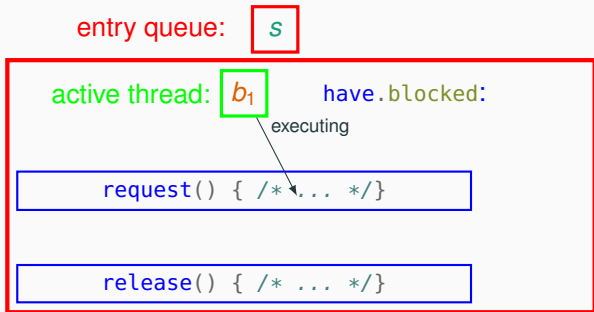 entry queue: s
active thread: b₁ have.blocked:
executing
request() { /* ... */}
release() { /* ... */}